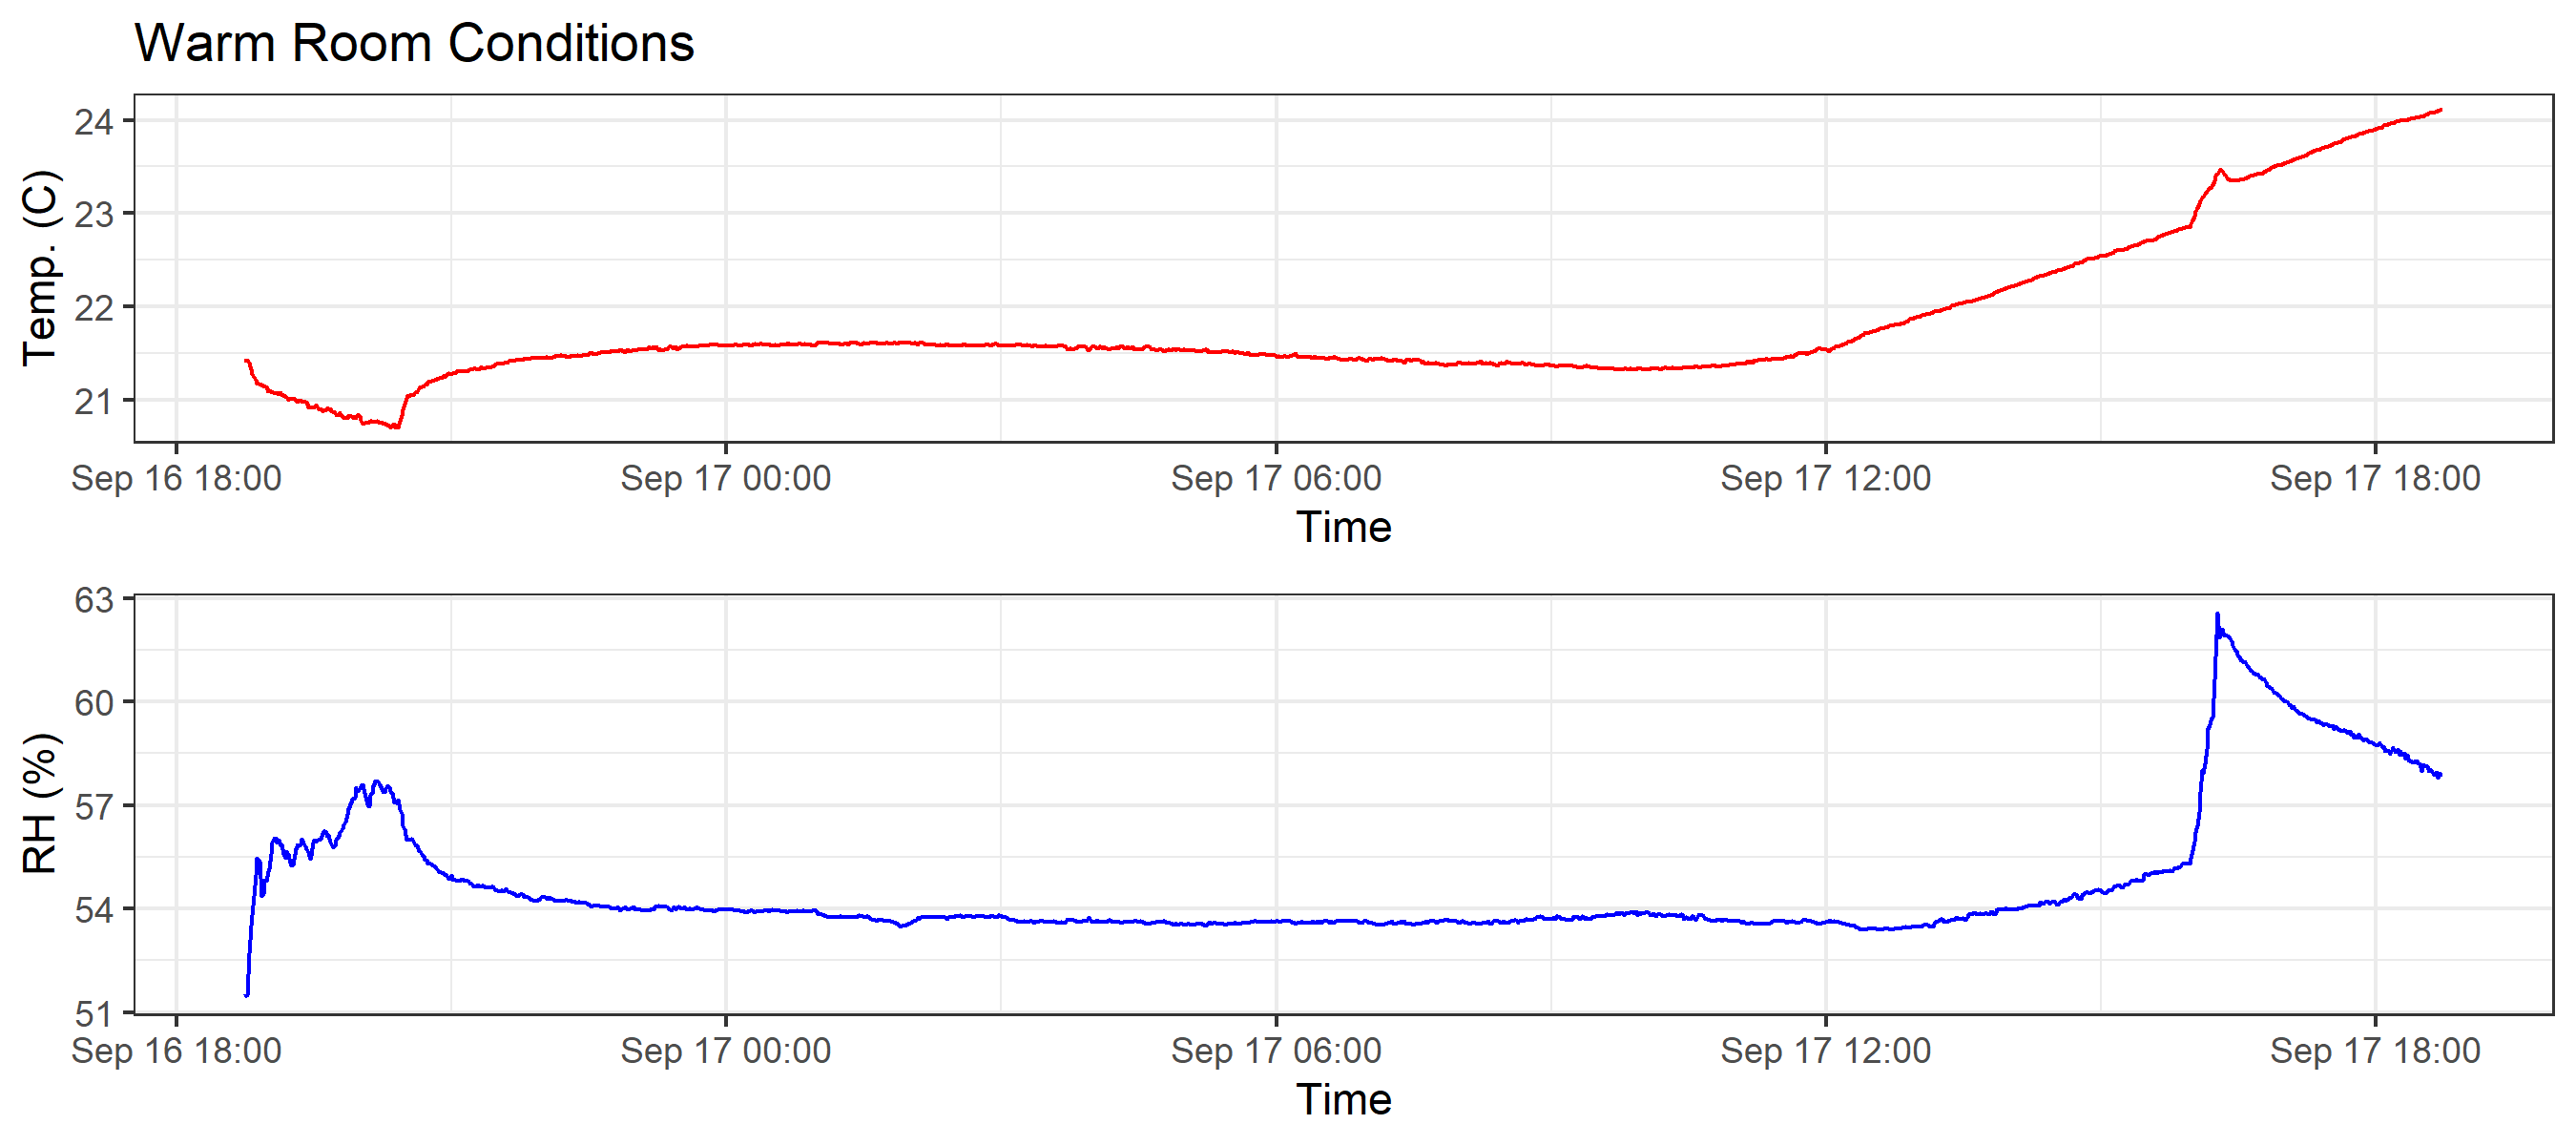 Warm Room Conditions
24
23
22
21
Temp. (C)
Sep 16 18:00 Sep 17 00:00 Sep 17 06:00 Sep 17 12:00 Sep 17 18:00
Time
63
60
57
54
51
RH (%)
Sep 16 18:00 Sep 17 00:00 Sep 17 06:00 Sep 17 12:00 Sep 17 18:00
Time